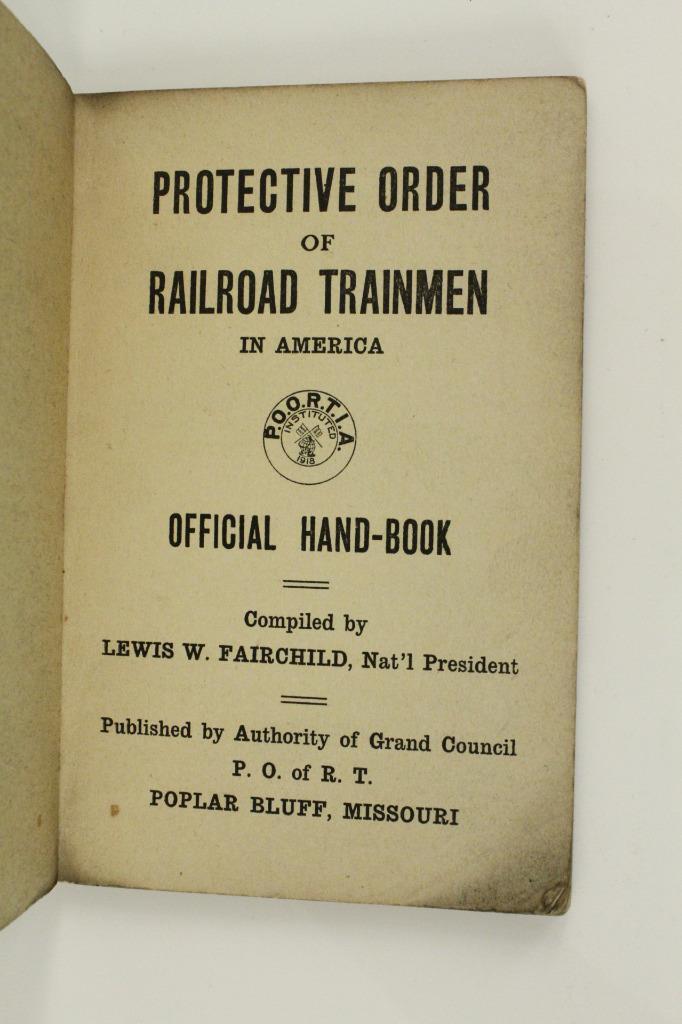 PROTECTIVE ORDER
OF
RAILROAD TRAINMEN
IN AMERICA
P.O.O.R.T.I.A.
INSTITUTED
1918
OFFICIAL HAND-BOOK
Compiled by
LEWIS W. FAIRCHILD, Nat'l President
Published by Authority of Grand Council
P. O. of R. T.
POPLAR BLUFF, MISSOURI